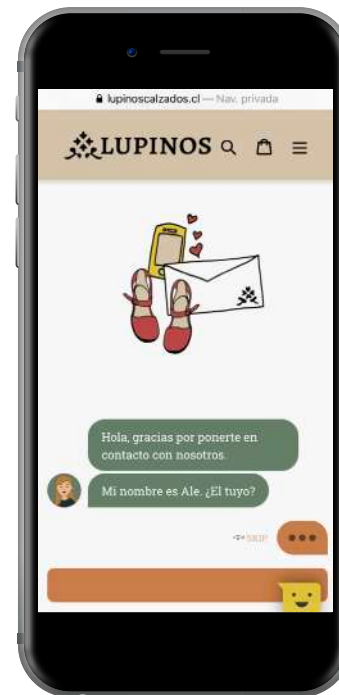 lupinoscalzados.cl — Nav. privada
LUPINOS
Hola, gracias por ponerte en
contacto con nosotros.
Mi nombre es Ale. ¿El tuyo?
SKIP